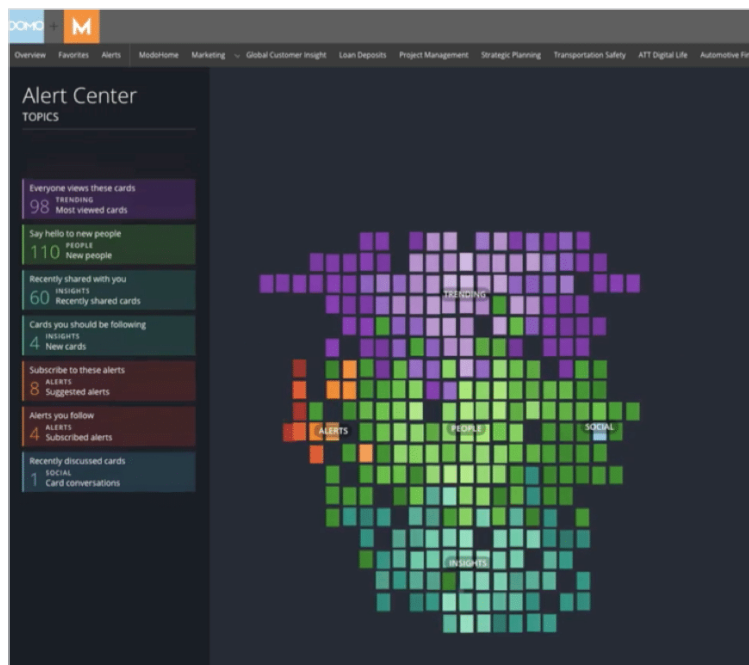 DOMO + M
Overview Favorites Alerts ModoHome Marketing Global Customer Insight Loan Deposits Project Management Strategic Planning Transportation Safety ATT Digital Life Automotive Fi
Alert Center
TOPICS
Everyone views these cards
98 TRENDING
Most viewed cards
Say hello to new people
110 PEOPLE
New people
Recently shared with you
60 INSIGHTS
Recently shared cards
Cards you should be following
4 INSIGHTS
New cards
Subscribe to these alerts
8 ALERTS
Suggested alerts
Alerts you follow
4 ALERTS
Subscribed alerts
Recently discussed cards
1 SOCIAL
Card conversations
TRENDING
ALERTS PEOPLE SOCIAL
INSIGHTS